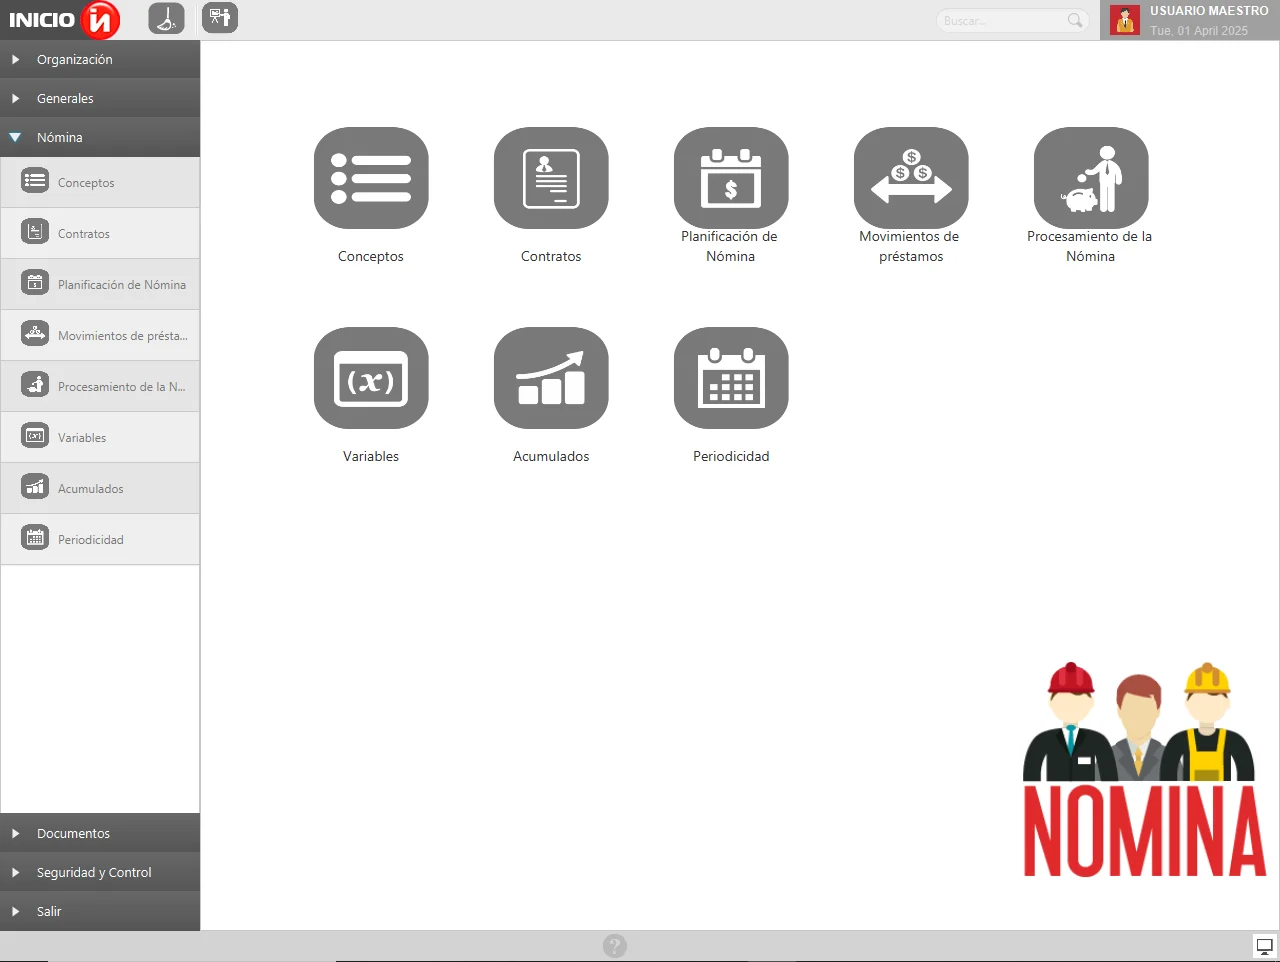 INICIO
Buscar...
USUARIO MAESTRO
Tue, 01 April 2025
Organización
Generales
Nómina
Conceptos
Contratos
Planificación de Nómina
Movimientos de présta...
Procesamiento de la N...
Variables
Acumulados
Periodicidad
Documentos
Seguridad y Control
Salir
Conceptos
Contratos
Planificación de
Nómina
Movimientos de
préstamos
Procesamiento de la
Nómina
Variables
Acumulados
Periodicidad
NOMINA